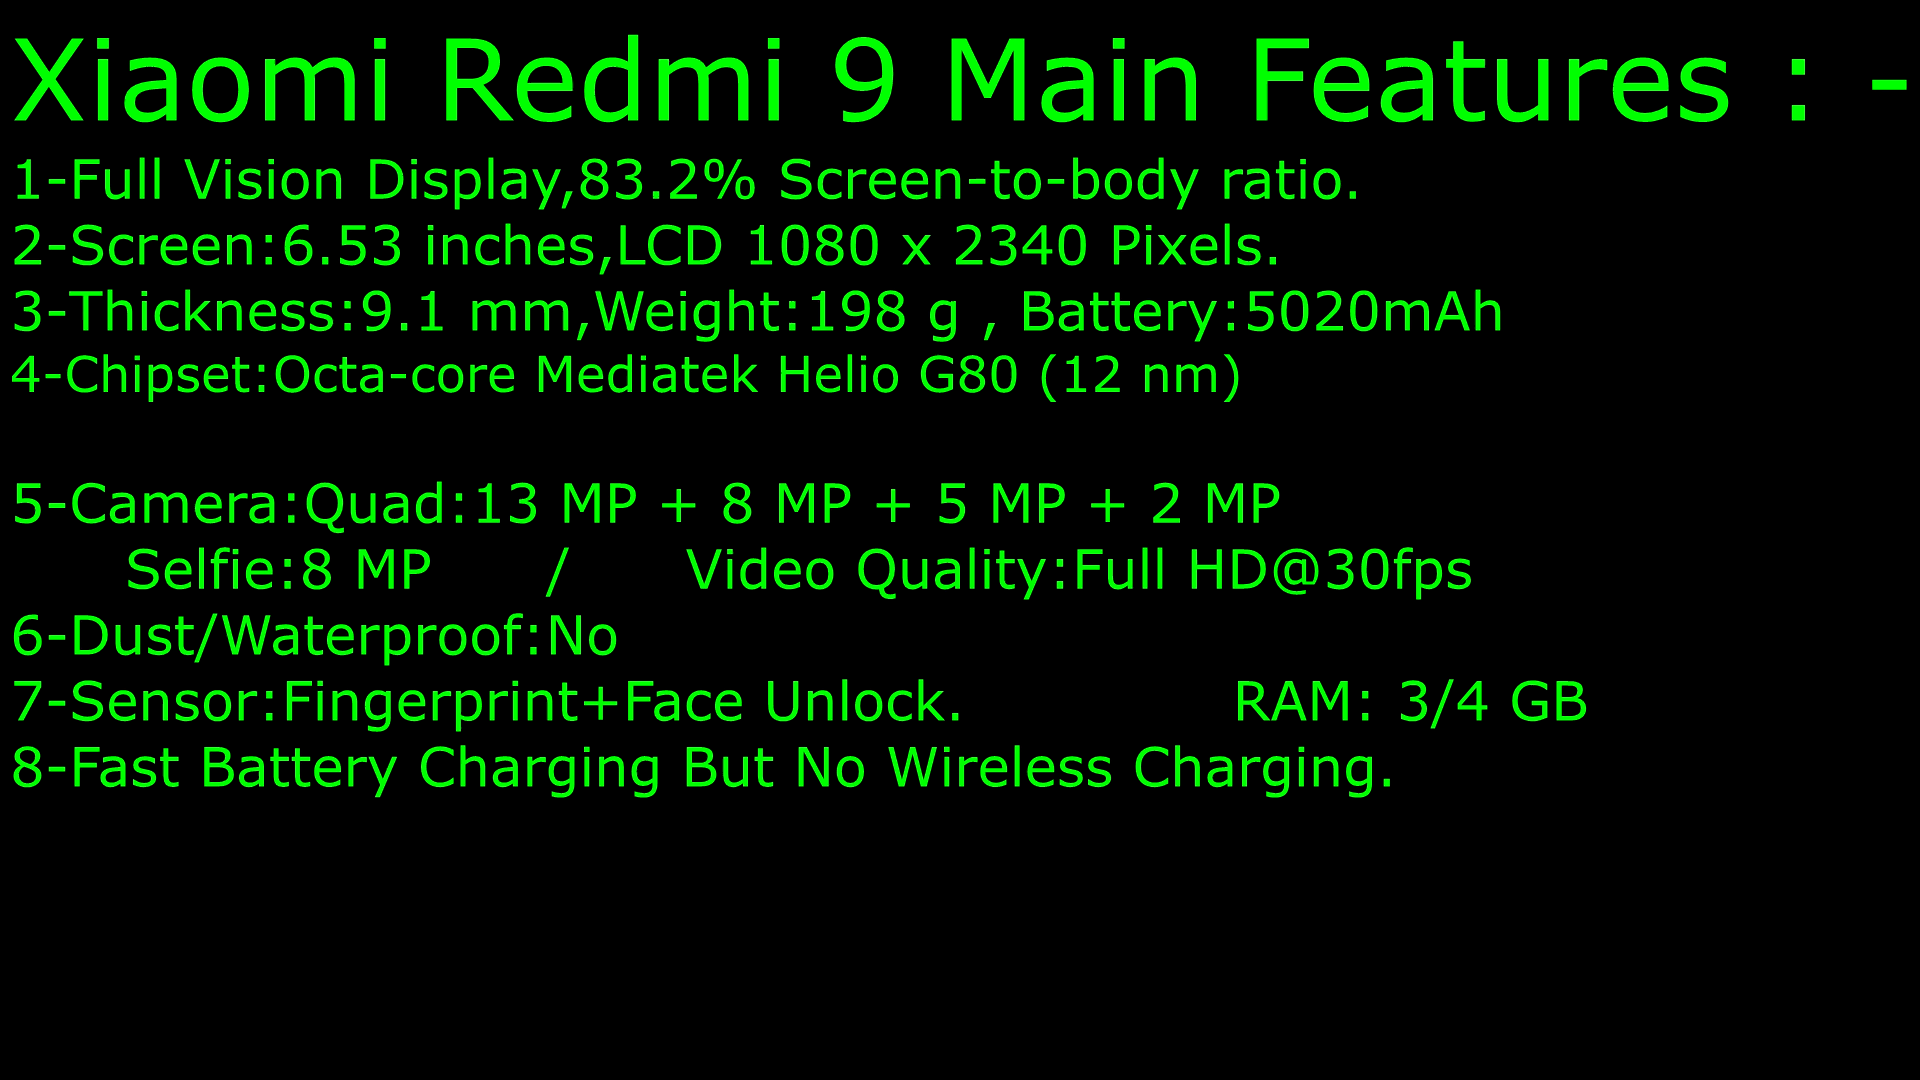 Xiaomi Redmi 9 Main Features : -
1-Full Vision Display,83.2% Screen-to-body ratio.
2-Screen:6.53 inches,LCD 1080 x 2340 Pixels.
3-Thickness:9.1 mm,Weight:198 g , Battery:5020mAh
4-Chipset:Octa-core Mediatek Helio G80 (12 nm)
5-Camera:Quad:13 MP + 8 MP + 5 MP + 2 MP
Selfie:8 MP / Video Quality:Full HD@30fps
6-Dust/Waterproof:No
7-Sensor:Fingerprint+Face Unlock. RAM: 3/4 GB
8-Fast Battery Charging But No Wireless Charging.